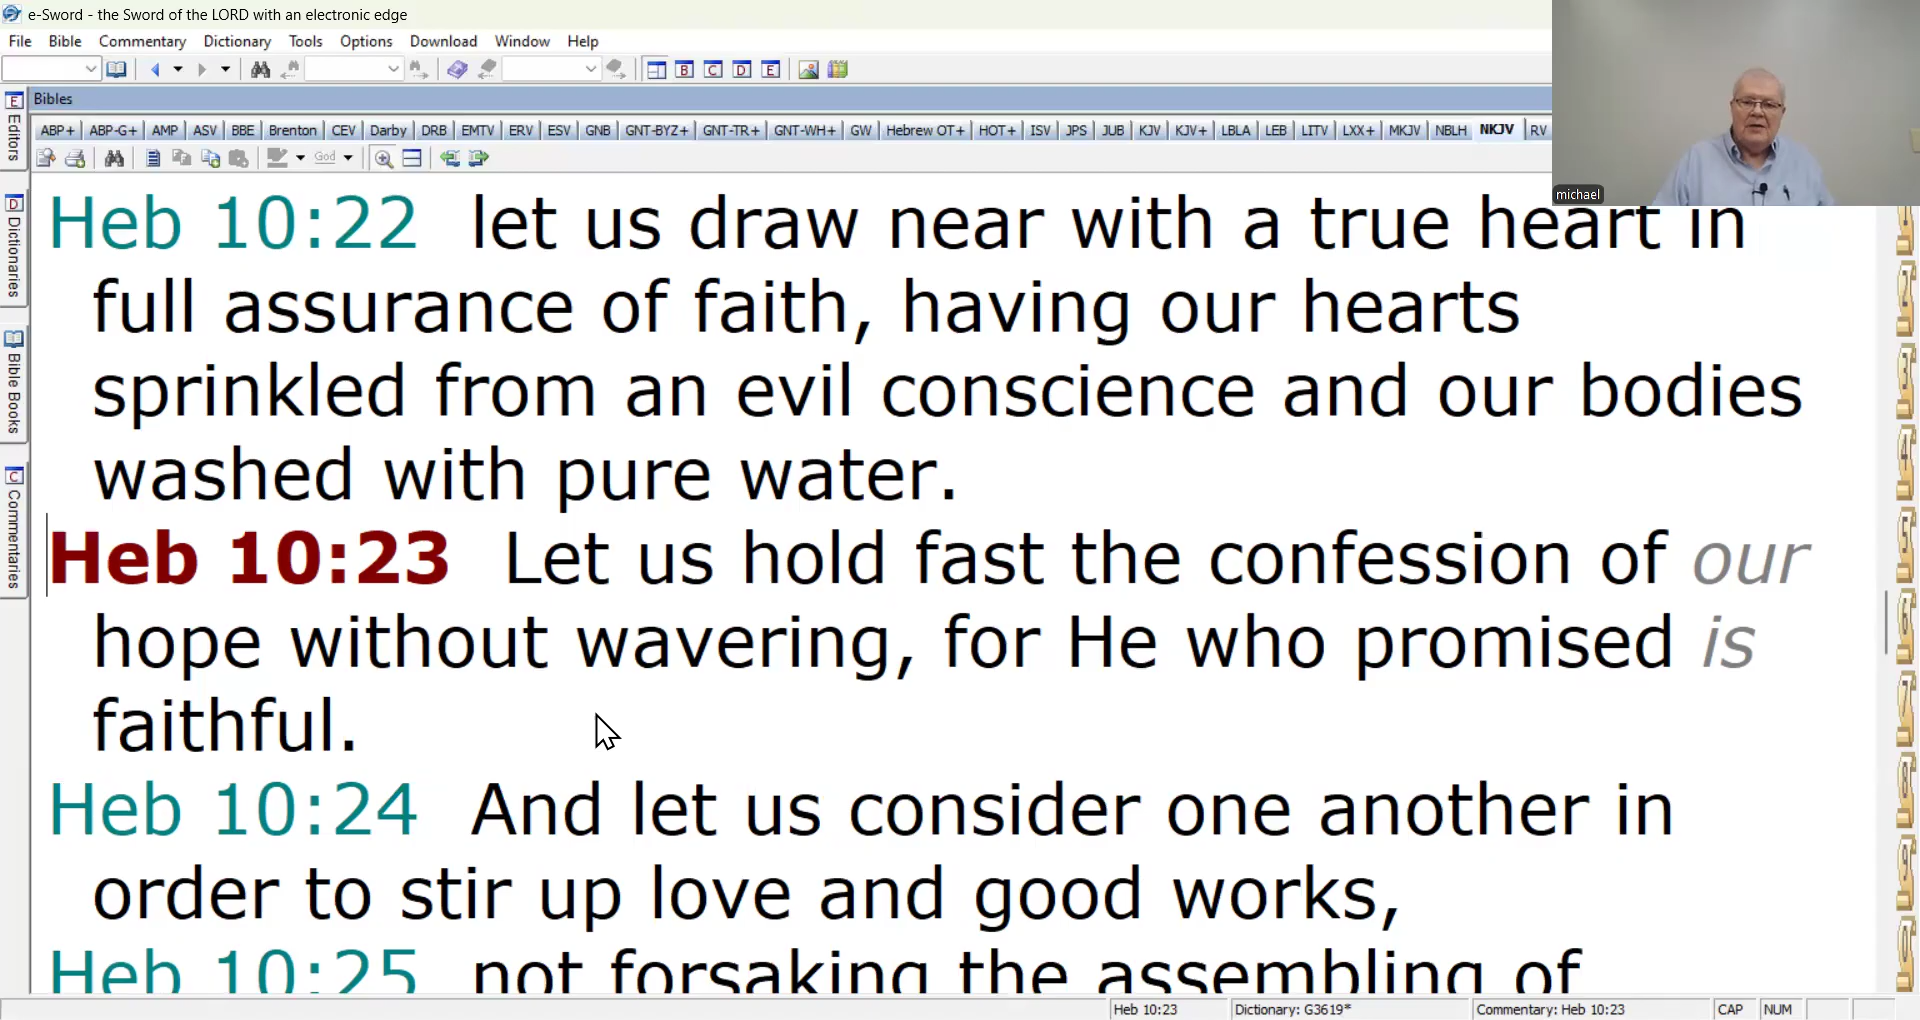 e-Sword - the Sword of the LORD with an electronic edge
File Bible Commentary Dictionary Tools Options Download Window Help
B C D E
Bibles
ABP+ ABP-G+ AMP ASV BBE Brenton CEV Darby DRB EMTV ERV ESV GNB GNT-BYZ+ GNT-TR+ GNT-WH+ GW Hebrew OT+ HOT+ ISV JPS JUB KJV KJV+ LBLA LEB LITV LXX+ MKJV NBLH NKJV RV
God
michael
E Editors
D Dictionaries
Bible Books
C Commentaries
Heb 10:22 let us draw near with a true heart in
full assurance of faith, having our hearts
sprinkled from an evil conscience and our bodies
washed with pure water.
Heb 10:23 Let us hold fast the confession of our
hope without wavering, for He who promised is
faithful.
Heb 10:24 And let us consider one another in
order to stir up love and good works,
Heb 10:25 not forsaking the assembling of
Heb 10:23 Dictionary: G3619* Commentary: Heb 10:23 CAP NUM